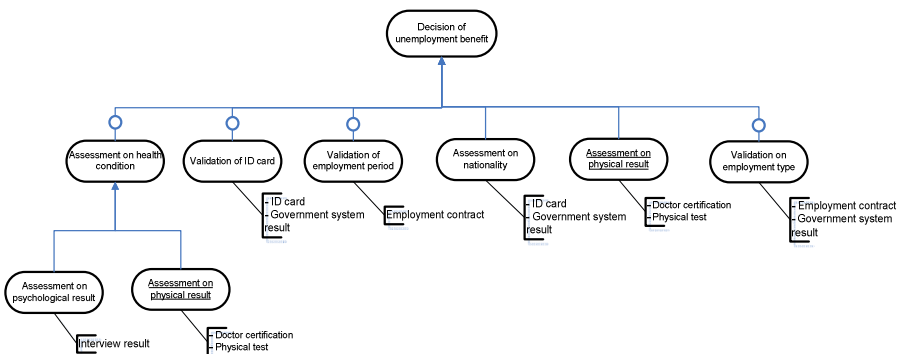 Decision of
unemployment benefit
Assessment on health
condition
Validation of ID card
Validation of
employment period
Assessment on
nationality
Assessment on
physical result
Validation on
employment type
- ID card
- Government system
result
Employment contract
- ID card
- Government system
result
- Doctor certification
- Physical test
- Employment contract
- Government system
result
Assessment on
psychological result
Assessment on
physical result
Interview result
- Doctor certification
- Physical test